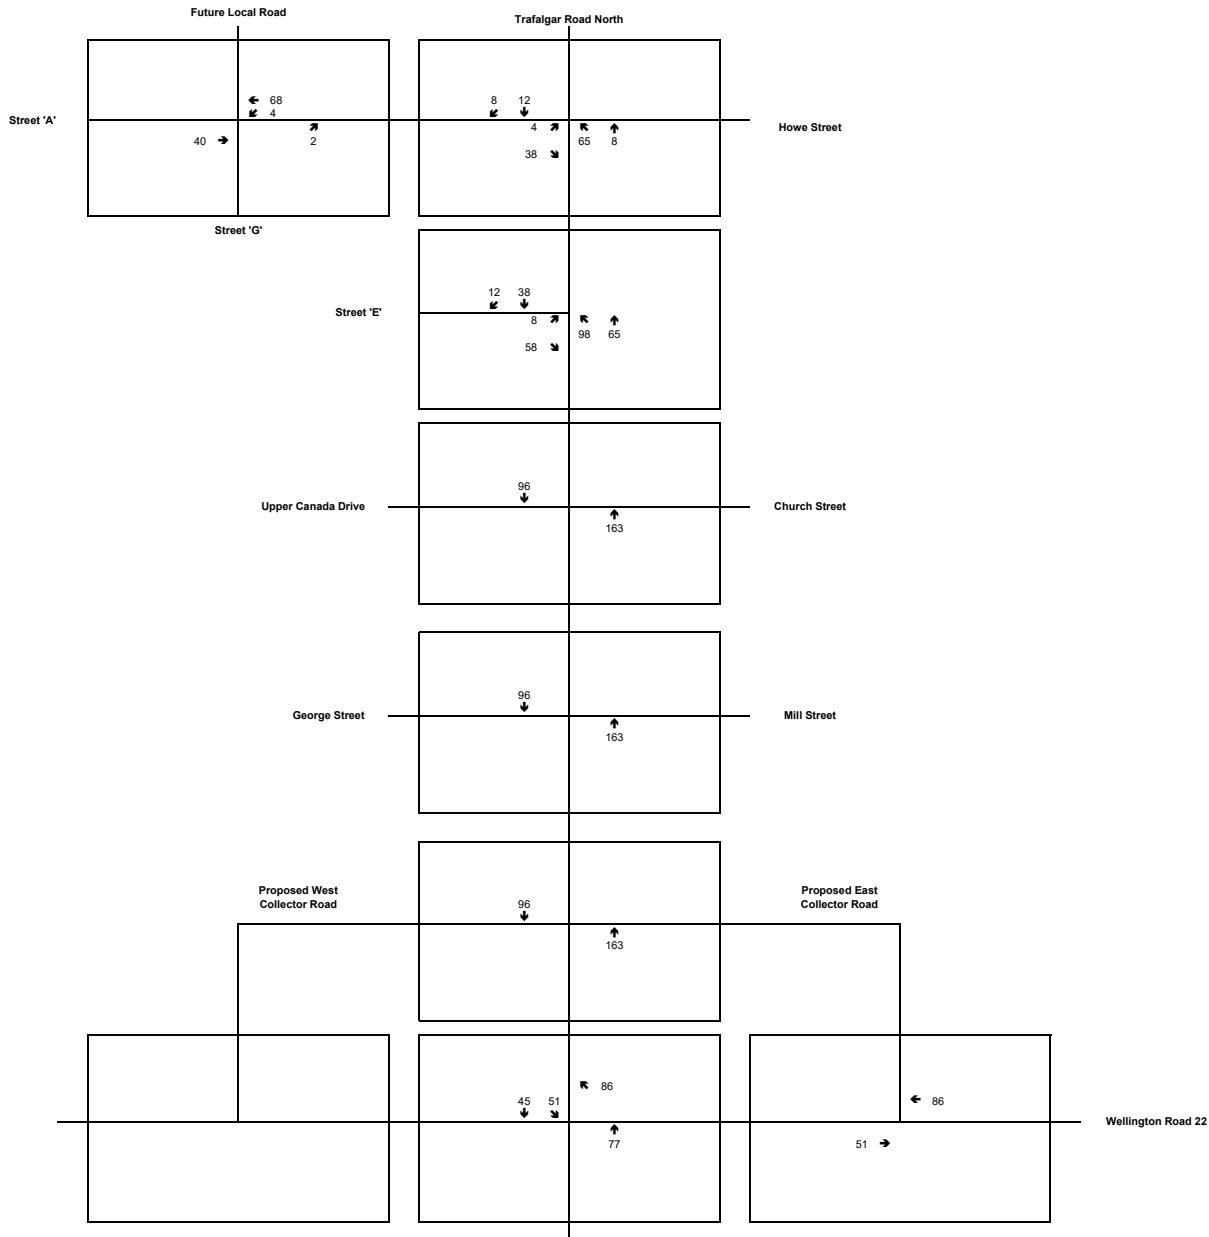 Future Local Road
Trafalgar Road North
68
4
8 12
Street 'A'
40
2
4
65 8
38
Howe Street
Street 'G'
12 38
Street 'E'
8
98 65
58
96
Upper Canada Drive
Church Street
163
96
George Street
Mill Street
163
Proposed West
Collector Road
Proposed East
Collector Road
96
163
86
45 51
77
86
51
Wellington Road 22